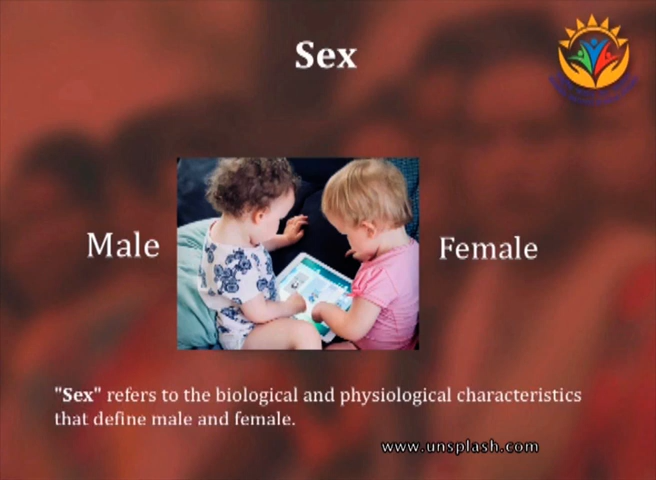 Sex
Male
Female
"Sex" refers to the biological and physiological characteristics
that define male and female.
www.unsplash.com